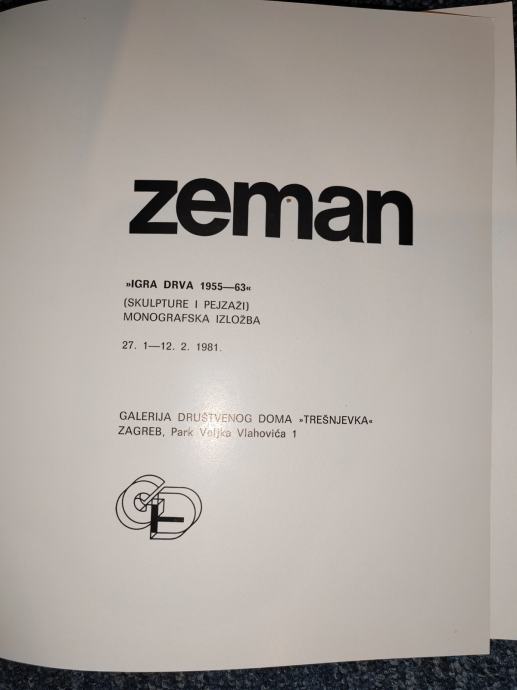 zeman
»IGRA DRVA 1955—63«
(SKULPTURE I PEJZAŽI)
MONOGRAFSKA IZLOŽBA
27. 1—12. 2. 1981.
GALERIJA DRUŠTVENOG DOMA »TREŠNJEVKA«
ZAGREB, Park Veljka Vlahovića 1